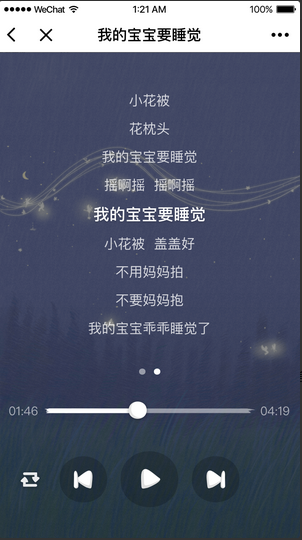 WeChat
1:21 AM
100%
我的宝宝要睡觉
小花被
花枕头
我的宝宝要睡觉
摇啊摇 摇啊摇
我的宝宝要睡觉
小花被 盖盖好
不用妈妈拍
不要妈妈抱
我的宝宝乖乖睡觉了
01:46
04:19